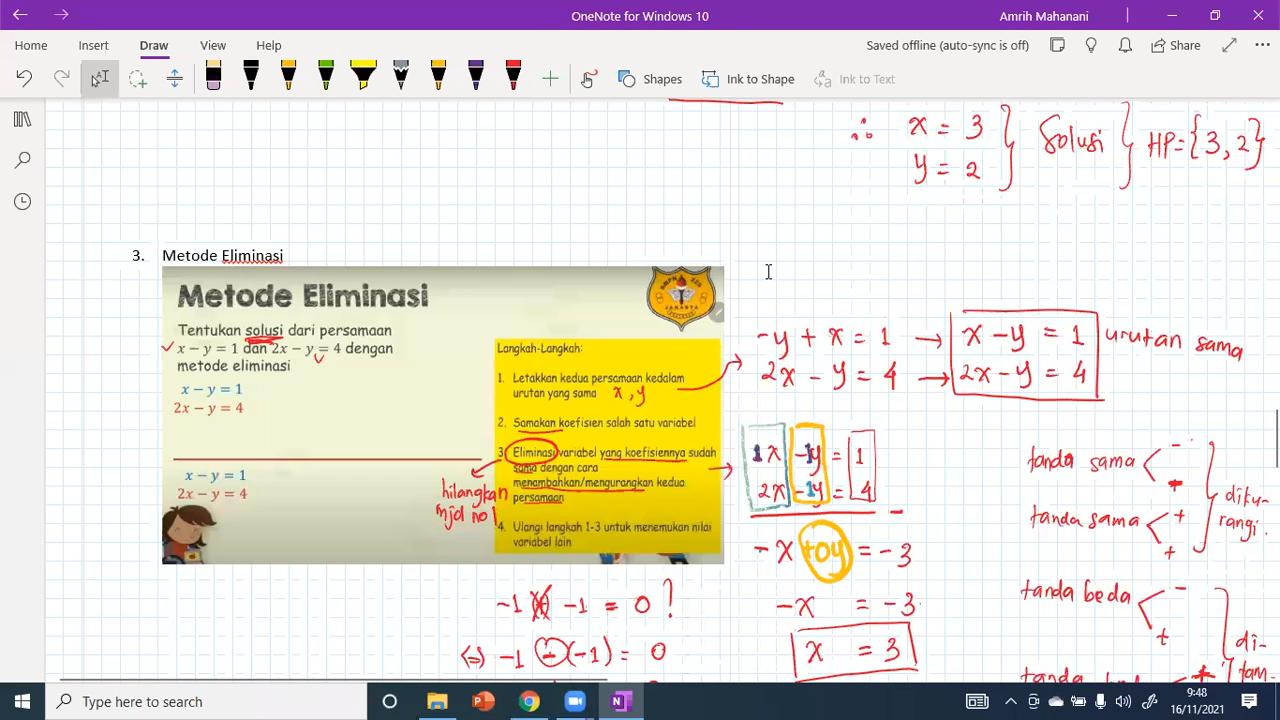 OneNote for Windows 10
Amrih Mahanani
Home Insert Draw View Help
Saved offline (auto-sync is off)
Share
Shapes
Ink to Shape
Ink to Text
∴ x = 3
y = 2
Solusi
HP = {3, 2}
3. Metode Eliminasi
Metode Eliminasi
JAKARTA
Tentukan solusi dari persamaan
x − y = 1 dan 2x − y = 4 dengan
metode eliminasi
x − y = 1
2x − y = 4
x − y = 1
2x − y = 4
Langkah-Langkah:
1. Letakkan kedua persamaan kedalam
urutan yang sama x, y
2. Samakan koefisien salah satu variabel
3. Eliminasi variabel yang koefisiennya sudah
sama dengan cara
menambahkan/mengurangkan kedua
persamaan
4. Ulangi langkah 1-3 untuk menemukan nilai
variabel lain
hilangkan
mjd nol
-y + x = 1 → x - y = 1 urutan sama
2x - y = 4 → 2x - y = 4
1x -1y = 1
2x -1y = 4
-
-x +0y = -3
-x = -3
x = 3
-1 -1 = 0 ?
⇔ -1 - (-1) = 0
tanda sama - -
tanda sama + +
diku-
rangi.
tanda beda - +
di-
tam-
Type here to search
9:48
16/11/2021